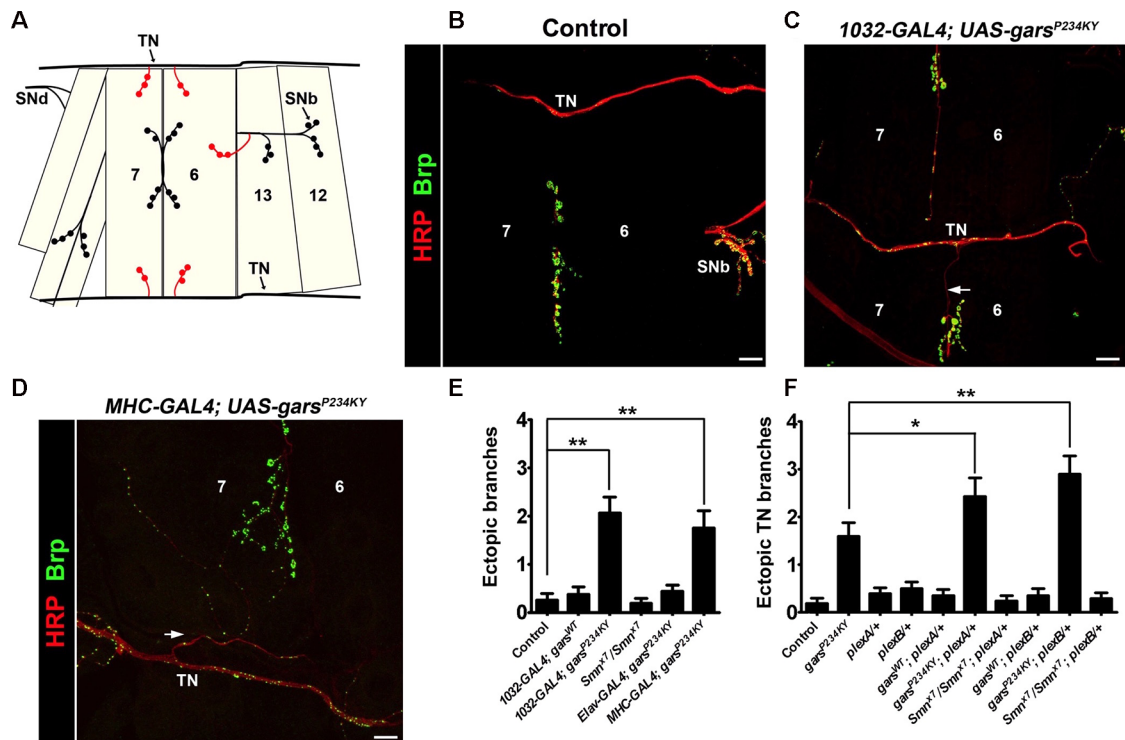 A
TN
SNd
SNb
7
6
13
12
TN
B
Control
HRP Brp
TN
7
6
SNb
C
1032-GAL4; UAS-gars^P234KY
7
6
TN
7
6
D
MHC-GAL4; UAS-gars^P234KY
HRP Brp
7
6
TN
E
Ectopic branches
4
3
2
1
0
**
**
Control
1032-GAL4; gars^WT
1032-GAL4; gars^P234KY
Smn^x7/Smn^x7
Elav-GAL4; gars^P234KY
MHC-GAL4; gars^P234KY
F
Ectopic TN branches
4
3
2
1
0
**
*
Control
gars^P234KY
plexA/+
plexB/+
gars^WT; plexA/+
gars^P234KY; plexA/+
Smn^x7/Smn^x7; plexA/+
gars^WT; plexB/+
gars^P234KY; plexB/+
Smn^x7/Smn^x7; plexB/+